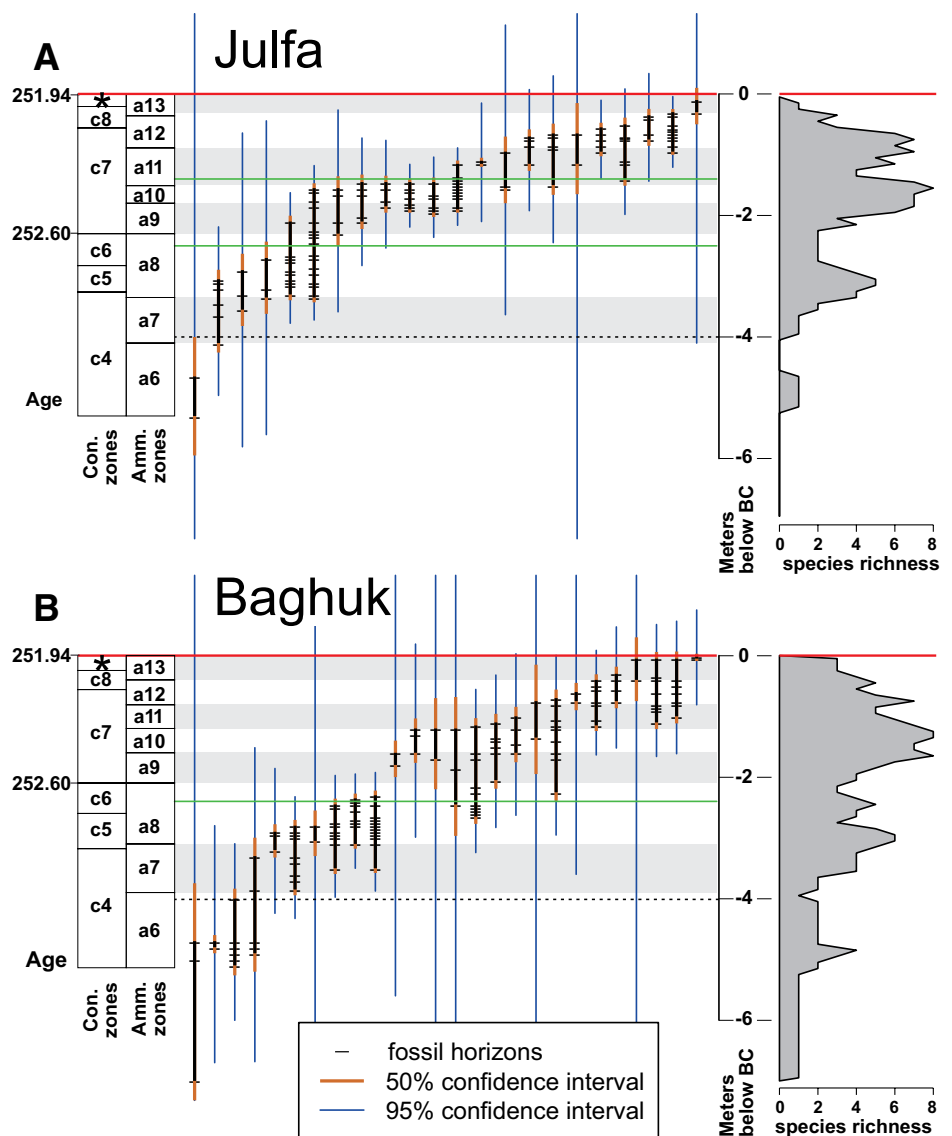 A
Julfa
251.94
*
c8
c7
c6
c5
c4
a13
a12
a11
a10
a9
a8
a7
a6
252.60
Age
Con.
zones
Amm.
zones
0
-2
-4
-6
Meters
below BC
0 2 4 6 8
species richness
B
Baghuk
251.94
*
c8
c7
c6
c5
c4
a13
a12
a11
a10
a9
a8
a7
a6
252.60
Age
Con.
zones
Amm.
zones
0
-2
-4
-6
Meters
below BC
0 2 4 6 8
species richness
fossil horizons
50% confidence interval
95% confidence interval